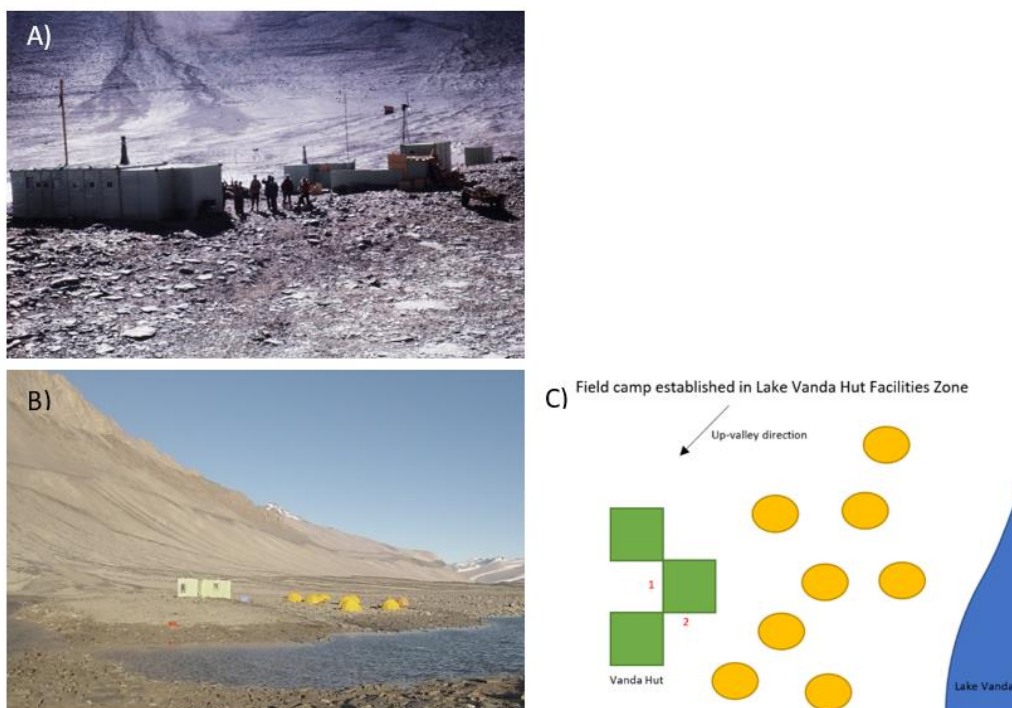 A)
B)
C)
Field camp established in Lake Vanda Hut Facilities Zone
Up-valley direction
1
2
Vanda Hut
Lake Vanda